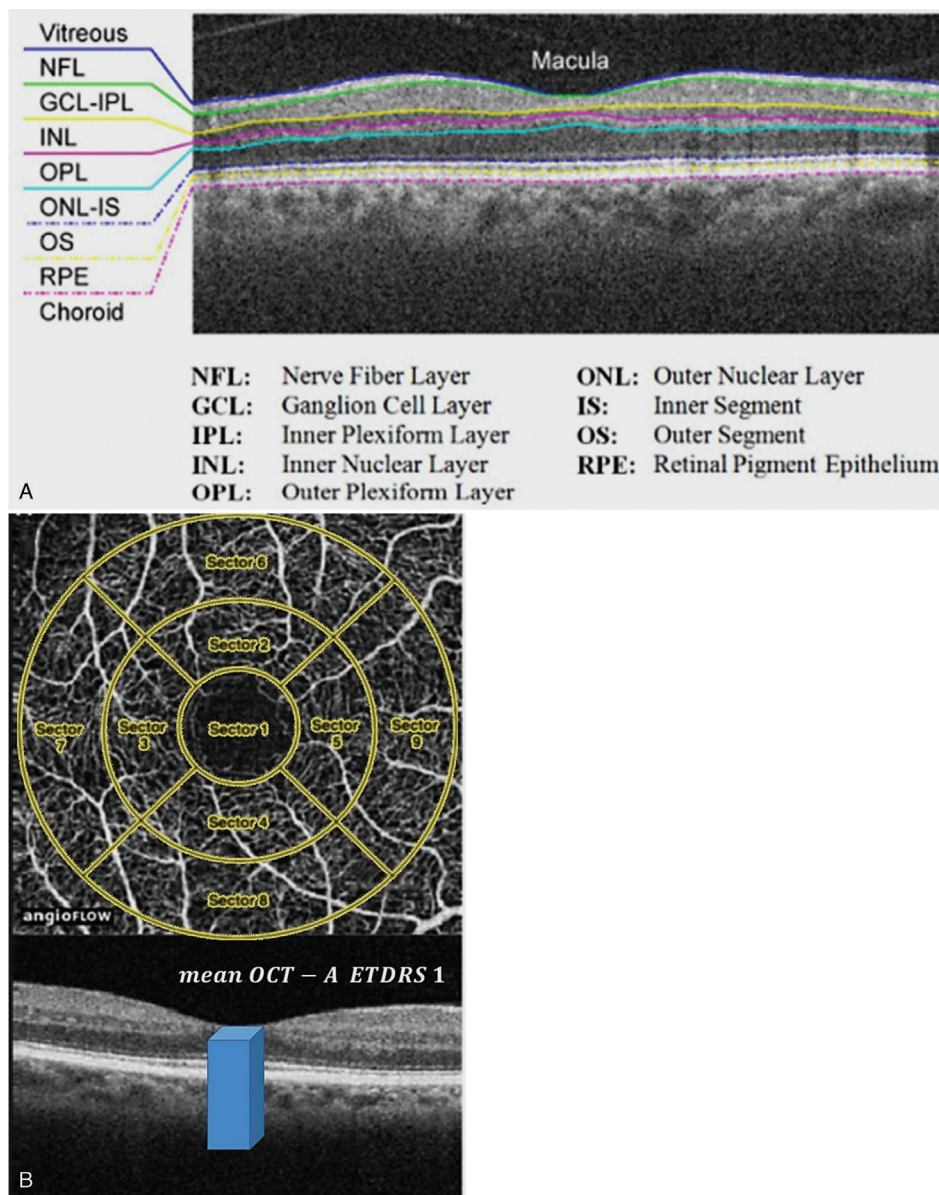 Vitreous
NFL
GCL-IPL
INL
OPL
ONL-IS
OS
RPE
Choroid
Macula
NFL: Nerve Fiber Layer
GCL: Ganglion Cell Layer
IPL: Inner Plexiform Layer
INL: Inner Nuclear Layer
OPL: Outer Plexiform Layer
ONL: Outer Nuclear Layer
IS: Inner Segment
OS: Outer Segment
RPE: Retinal Pigment Epithelium
A
Sector 6
Sector 2
Sector 7
Sector 3
Sector 1
Sector 5
Sector 9
Sector 4
Sector 8
angioFLOW
mean OCT – A ETDRS 1
B